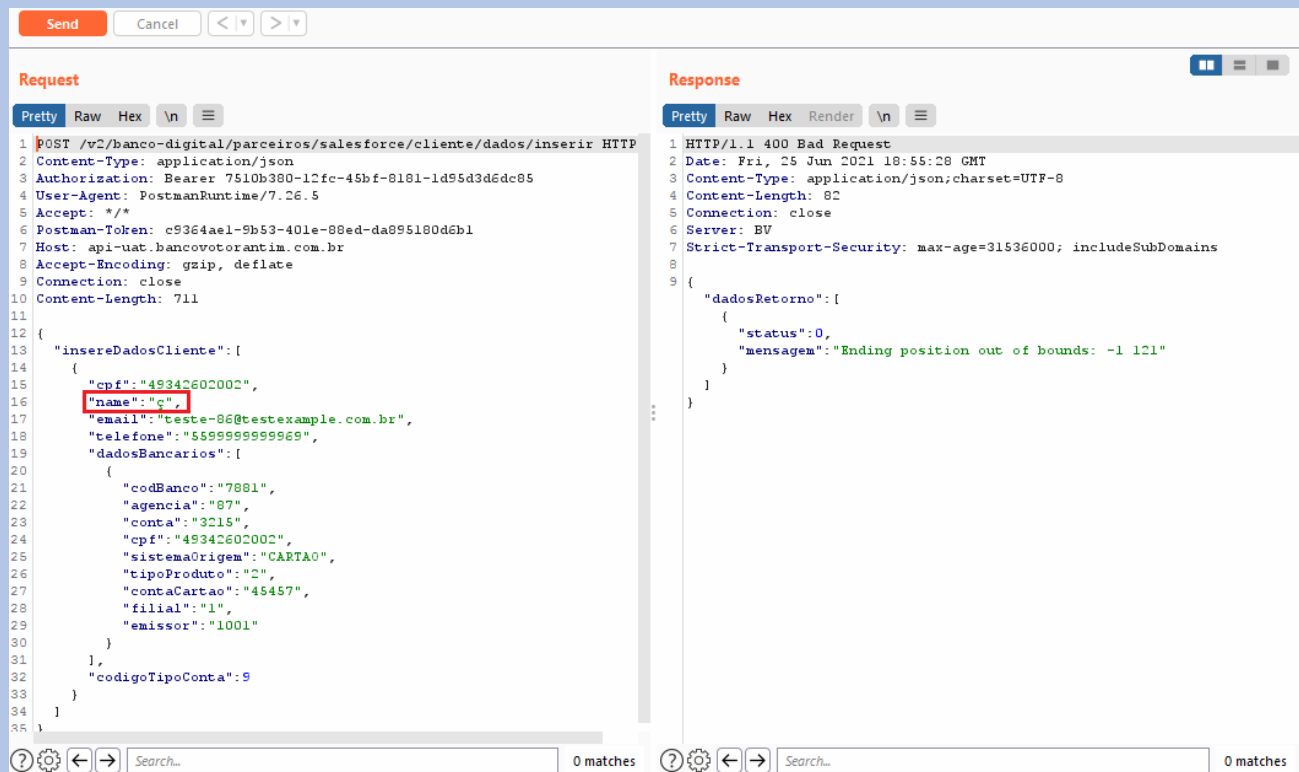 Send Cancel < >
Request
Pretty Raw Hex \n
1 POST /v2/banco-digital/parceiros/salesforce/cliente/dados/inserir HTTP
2 Content-Type: application/json
3 Authorization: Bearer 7510b380-12fc-45bf-8181-1d95d3d6dc85
4 User-Agent: PostmanRuntime/7.26.5
5 Accept: */*
6 Postman-Token: c9364ae1-9b53-401e-88ed-da895180d6b1
7 Host: api-uat.bancovotorantim.com.br
8 Accept-Encoding: gzip, deflate
9 Connection: close
10 Content-Length: 711
11
12 {
13 "insereDadosCliente":[
14 {
15 "cpf":"49342602002",
16 "name":"ç",
17 "email":"teste-86@testexample.com.br",
18 "telefone":"5599999999969",
19 "dadosBancarios":[
20 {
21 "codBanco":"7881",
22 "agencia":"87",
23 "conta":"3215",
24 "cpf":"49342602002",
25 "sistemaOrigem":"CARTAO",
26 "tipoProduto":"2",
27 "contaCartao":"45457",
28 "filial":"1",
29 "emissor":"1001"
30 }
31 ],
32 "codigoTipoConta":9
33 }
34 ]
35 }
? Search... 0 matches
Response
Pretty Raw Hex Render \n
1 HTTP/1.1 400 Bad Request
2 Date: Fri, 25 Jun 2021 18:55:28 GMT
3 Content-Type: application/json;charset=UTF-8
4 Content-Length: 82
5 Connection: close
6 Server: BV
7 Strict-Transport-Security: max-age=31536000; includeSubDomains
8
9 {
"dadosRetorno":[
{
"status":0,
"mensagem":"Ending position out of bounds: -1 121"
}
]
}
? Search... 0 matches